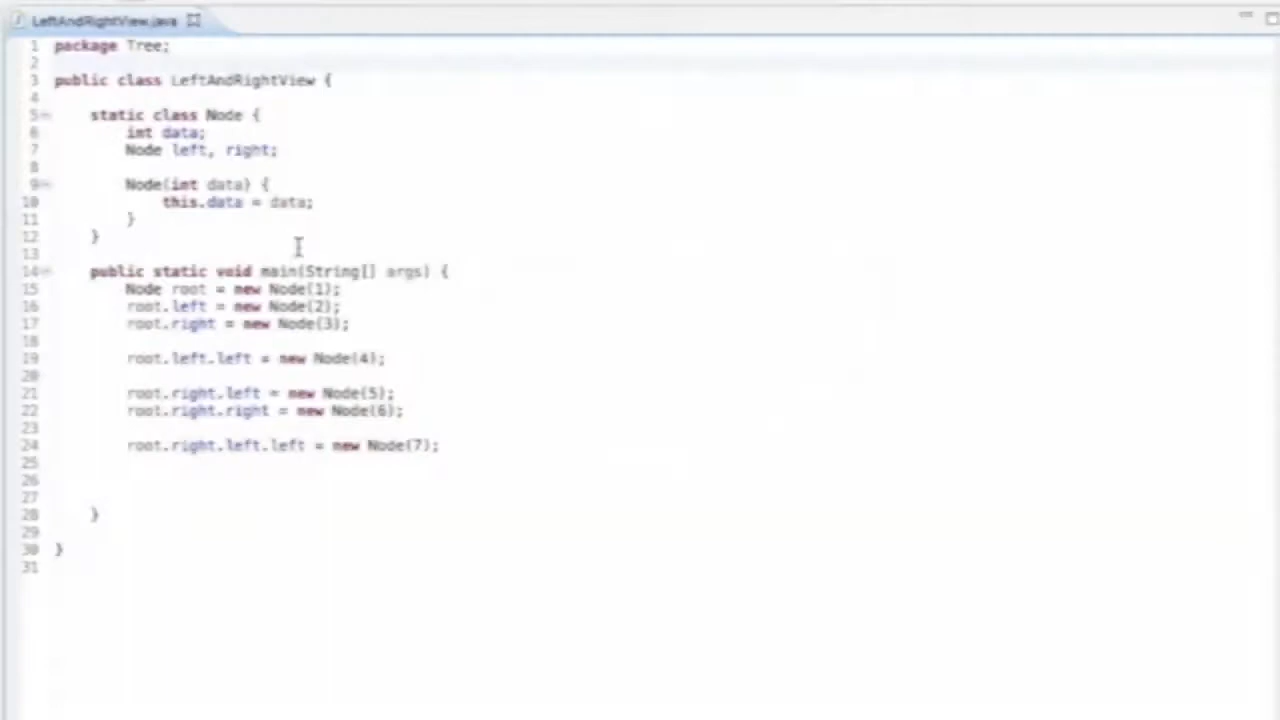 LeftAndRightView.java
1 package Tree;
2
3 public class LeftAndRightView {
4
5 static class Node {
6 int data;
7 Node left, right;
8
9 Node(int data) {
10 this.data = data;
11 }
12 }
13
14 public static void main(String[] args) {
15 Node root = new Node(1);
16 root.left = new Node(2);
17 root.right = new Node(3);
18
19 root.left.left = new Node(4);
20
21 root.right.left = new Node(5);
22 root.right.right = new Node(6);
23
24 root.right.left.left = new Node(7);
25
26
27
28 }
29
30 }
31